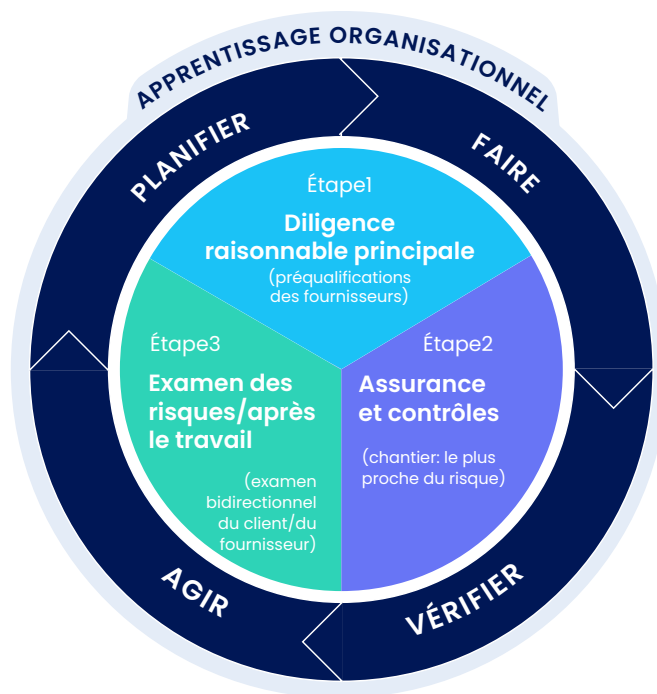 APPRENTISSAGE ORGANISATIONNEL
PLANIFIER
FAIRE
Étape1
Diligence
raisonnable principale
(préqualifications
des fournisseurs)
Étape2
Assurance
et contrôles
(chantier: le plus
proche du risque)
Étape3
Examen des
risques/après
le travail
(examen
bidirectionnel
du client/du
fournisseur)
AGIR
VÉRIFIER